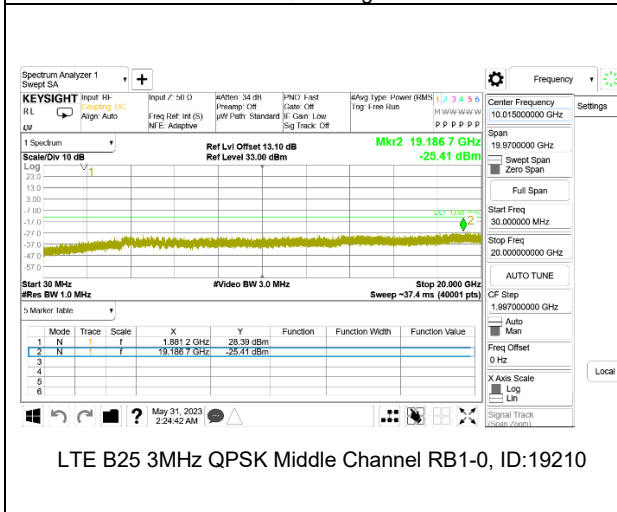 Spectrum Analyzer 1
Swept SA
Frequency
KEYSIGHT
RL
Input: RF
Coupling: DC
Align: Auto
Input Z: 50 Ω
Freq Ref: Int (S)
NFE: Adaptive
#Atten: 34 dB
Preamp: Off
µW Path: Standard
PNO: Fast
Gate: Off
IF Gain: Low
Sig Track: Off
#Avg Type: Power (RMS
Trig: Free Run
1 2 3 4 5 6
M W W W W W
P P P P P P
Center Frequency
10.015000000 GHz
Settings
Span
19.9700000 GHz
Swept Span
Zero Span
Full Span
Start Freq
30.000000 MHz
Stop Freq
20.000000000 GHz
AUTO TUNE
CF Step
1.997000000 GHz
Auto
Man
Freq Offset
0 Hz
Local
X Axis Scale
Log
Lin
Signal Track
(Span Zoom)
1 Spectrum
Scale/Div 10 dB
Ref Lvl Offset 13.10 dB
Ref Level 33.00 dBm
Mkr2 19.186 7 GHz
-25.41 dBm
Log
1
23.0
13.0
3.00
-7.00
-17.0
-27.0
-37.0
-47.0
-57.0
2
Start 30 MHz
#Res BW 1.0 MHz
#Video BW 3.0 MHz
Stop 20.000 GHz
Sweep ~37.4 ms (40001 pts)
5 Marker Table
Mode Trace Scale X Y Function Function Width Function Value
1 N 1 f 1.881 2 GHz 28.39 dBm
2 N 1 f 19.186 7 GHz -25.41 dBm
3
4
5
6
May 31, 2023
2:24:42 AM
LTE B25 3MHz QPSK Middle Channel RB1-0, ID:19210